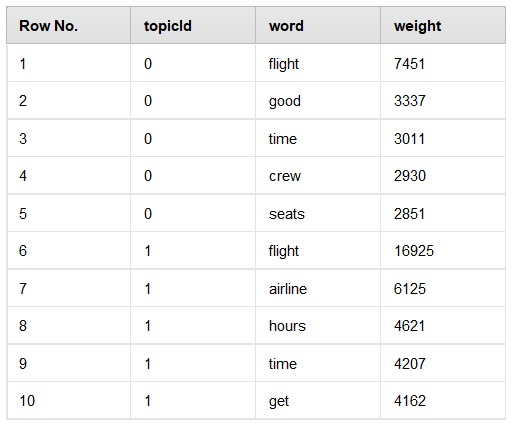 Row No. topicId word weight
1 0 flight 7451
2 0 good 3337
3 0 time 3011
4 0 crew 2930
5 0 seats 2851
6 1 flight 16925
7 1 airline 6125
8 1 hours 4621
9 1 time 4207
10 1 get 4162